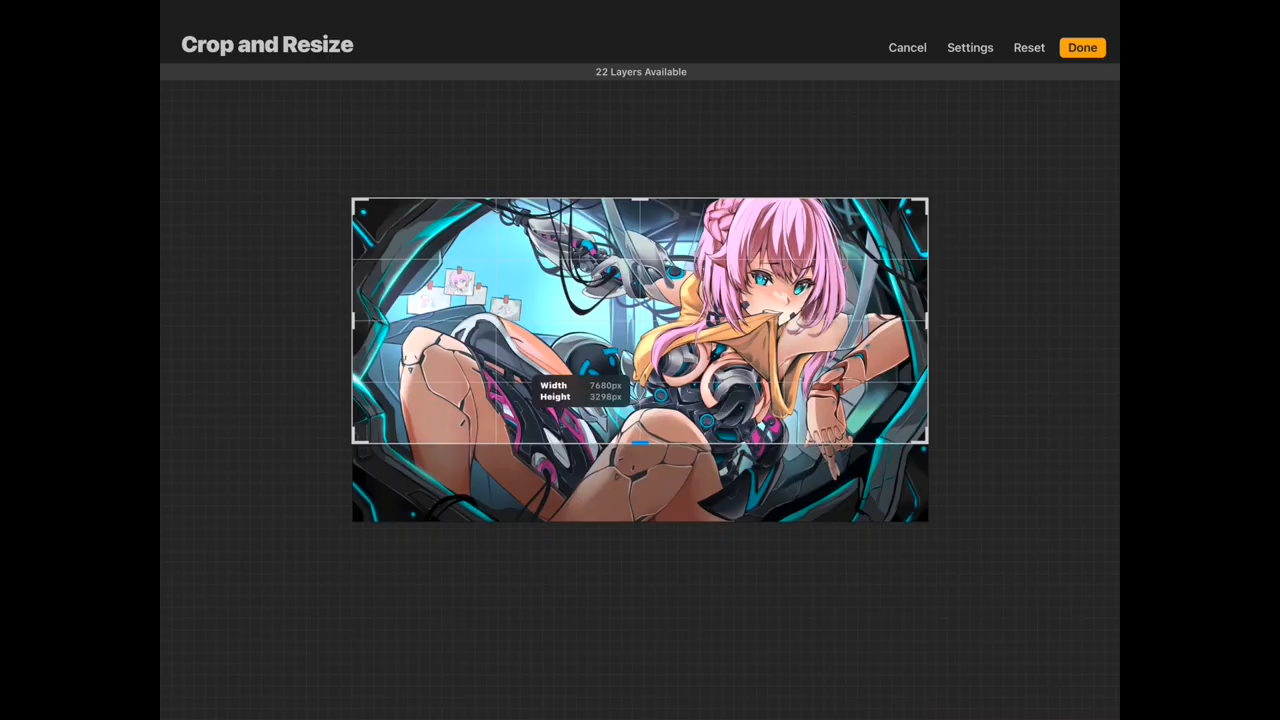 Crop and Resize
Cancel Settings Reset Done
22 Layers Available
Width 7680px
Height 3298px